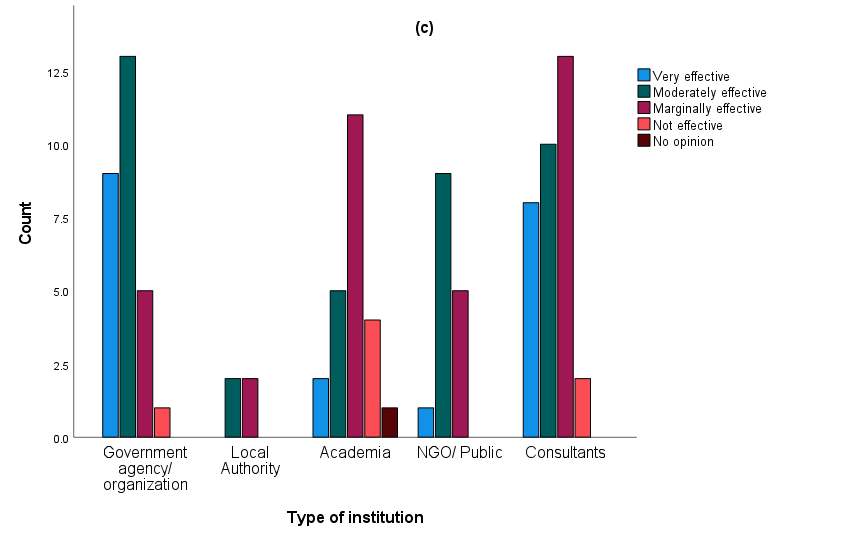 (c)
Very effective
Moderately effective
Marginally effective
Not effective
No opinion
Count
12.5
10.0
7.5
5.0
2.5
0.0
Government
agency/
organization
Local
Authority
Academia
NGO/ Public
Consultants
Type of institution